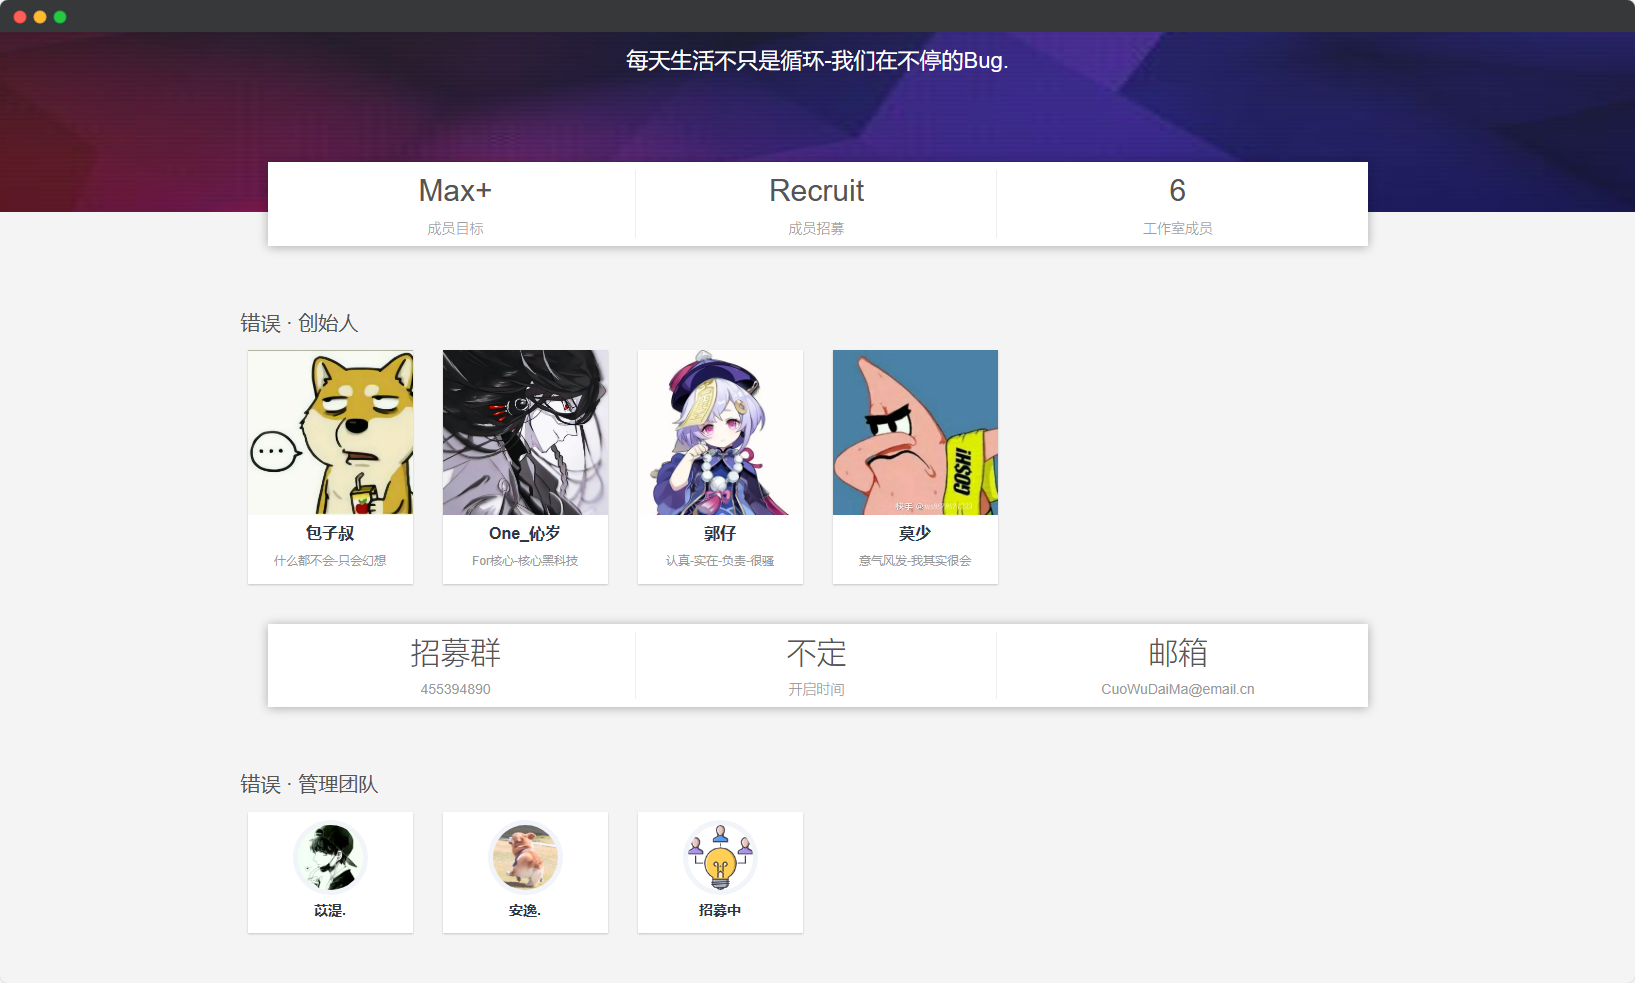 每天生活不只是循环-我们在不停的Bug.
Max+
Recruit
6
成员目标
成员招募
工作室成员
错误 · 创始人
GOSH!
包子叔
One_伈岁
郭仔
莫少
什么都不会-只会幻想
For核心-核心黑科技
认真-实在-负责-很骚
意气风发-我其实很会
招募群
不定
邮箱
455394890
开启时间
CuoWuDaiMa@email.cn
错误 · 管理团队
苡湜.
安逸.
招募中